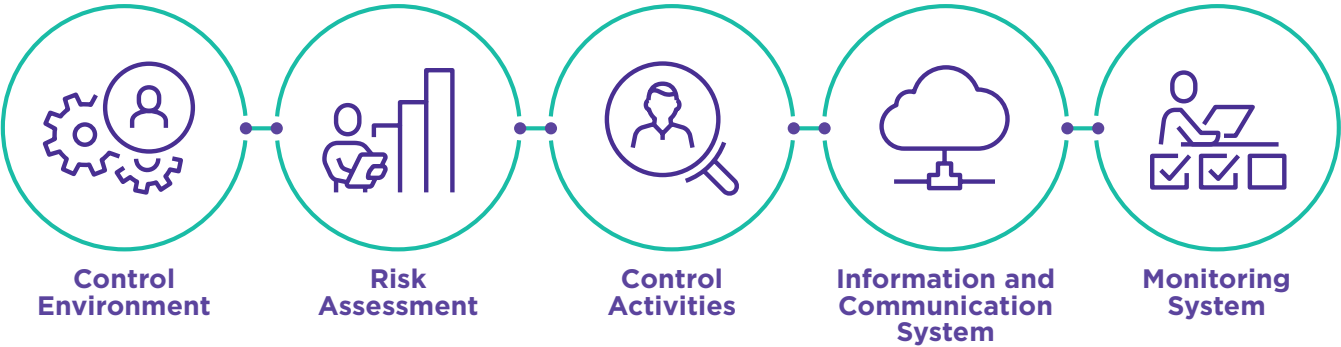 Control
Environment
Risk
Assessment
Control
Activities
Information and
Communication
System
Monitoring
System